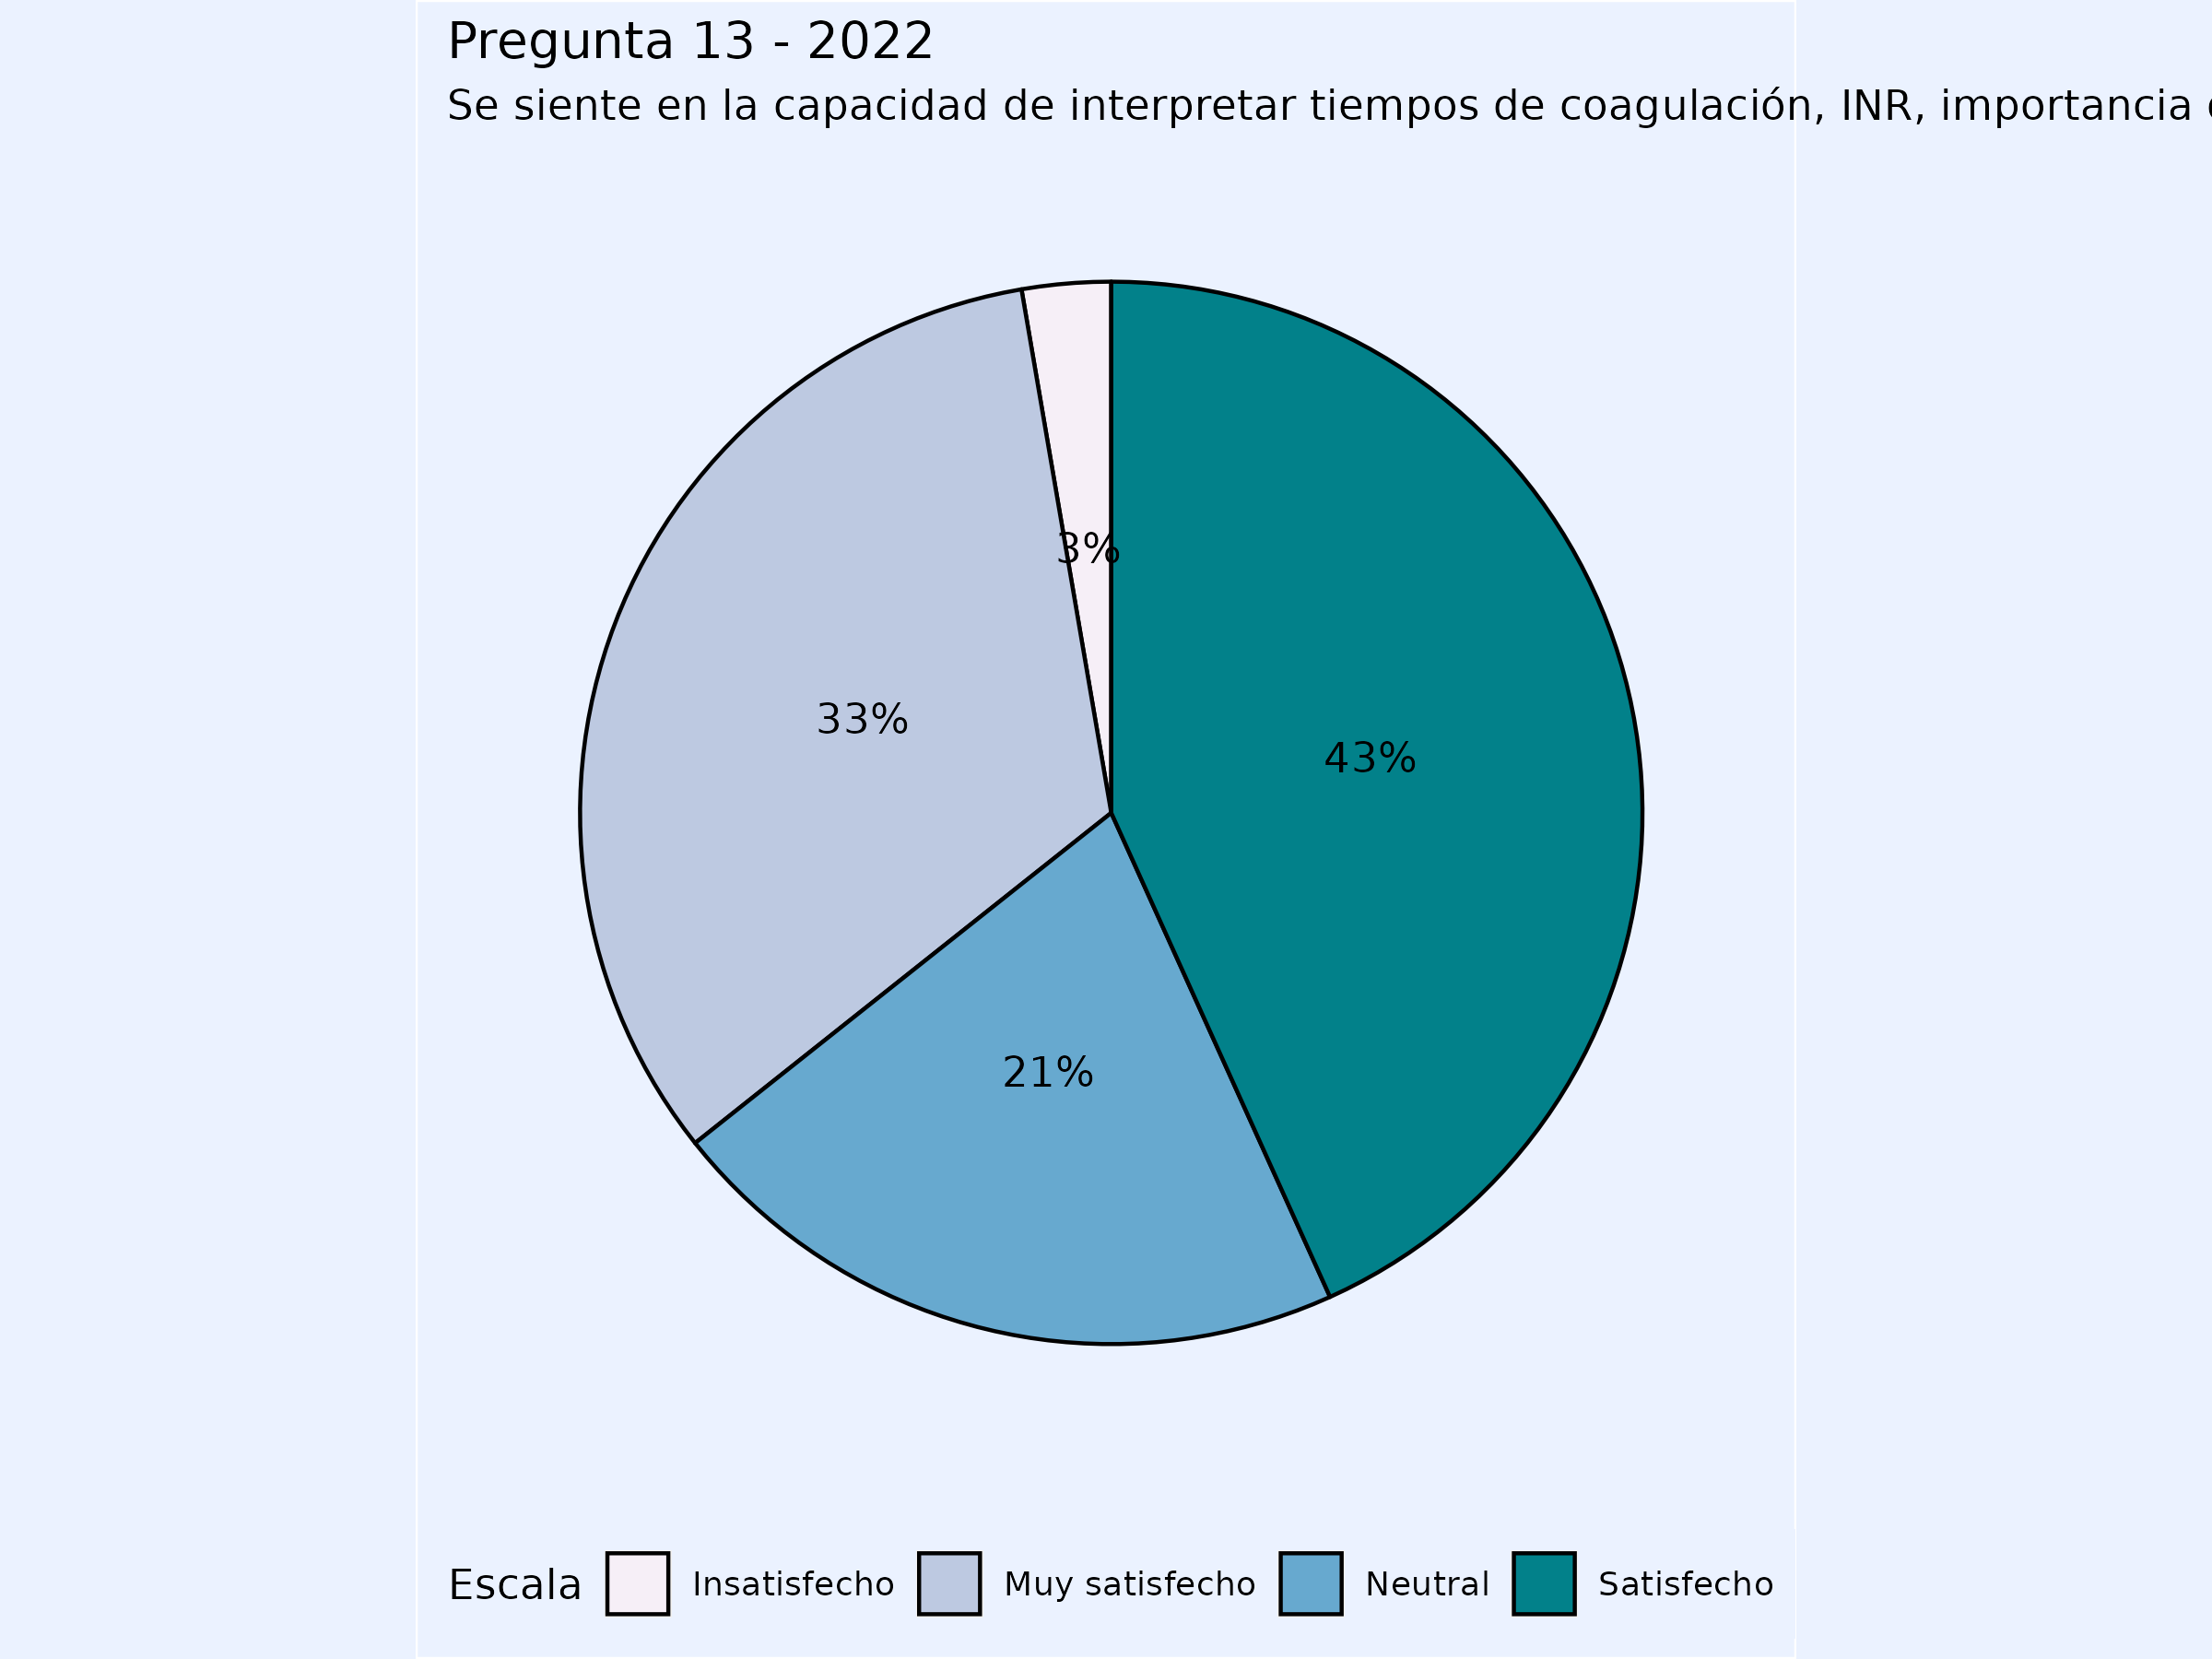 Pregunta 13 - 2022
Se siente en la capacidad de interpretar tiempos de coagulación, INR, importancia
3%
33%
43%
21%
Escala
Insatisfecho
Muy satisfecho
Neutral
Satisfecho